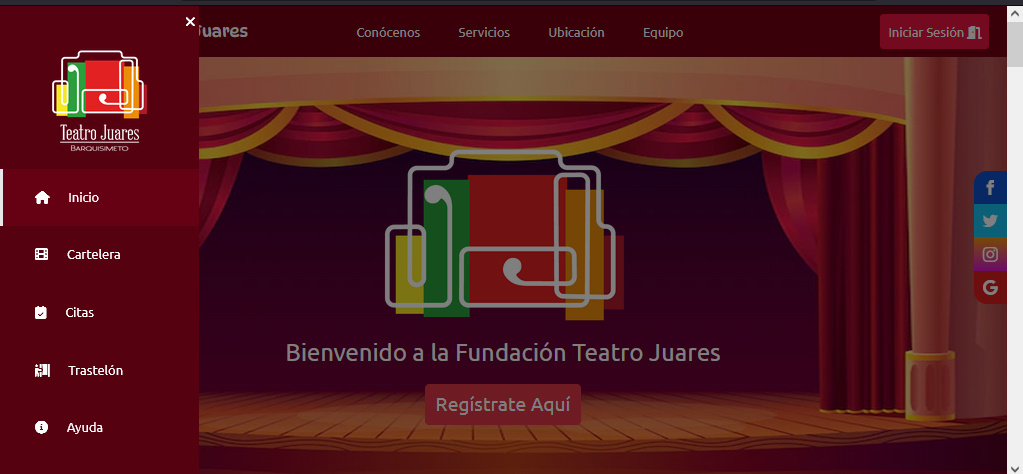 Juares
Conócenos
Servicios
Ubicación
Equipo
Iniciar Sesión
Teatro Juares
BARQUISIMETO
Inicio
Cartelera
Citas
Trastelón
Ayuda
Bienvenido a la Fundación Teatro Juares
Regístrate Aquí